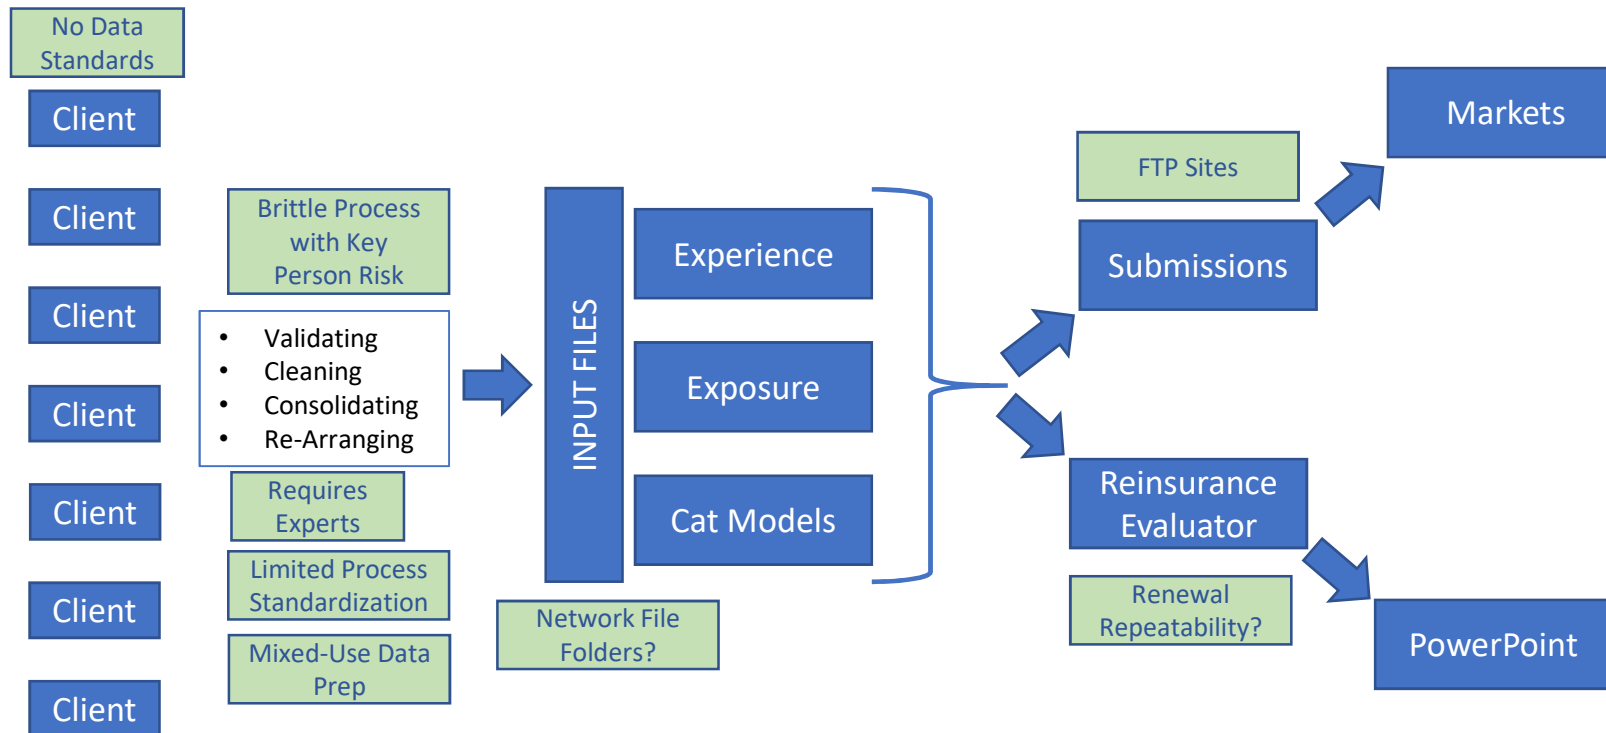 No Data
Standards
Client
Client
Client
Client
Client
Client
Client
Brittle Process
with Key
Person Risk
• Validating
• Cleaning
• Consolidating
• Re-Arranging
Requires
Experts
Limited Process
Standardization
Mixed-Use Data
Prep
INPUT FILES
Network File
Folders?
Experience
Exposure
Cat Models
FTP Sites
Submissions
Markets
Reinsurance
Evaluator
Renewal
Repeatability?
PowerPoint